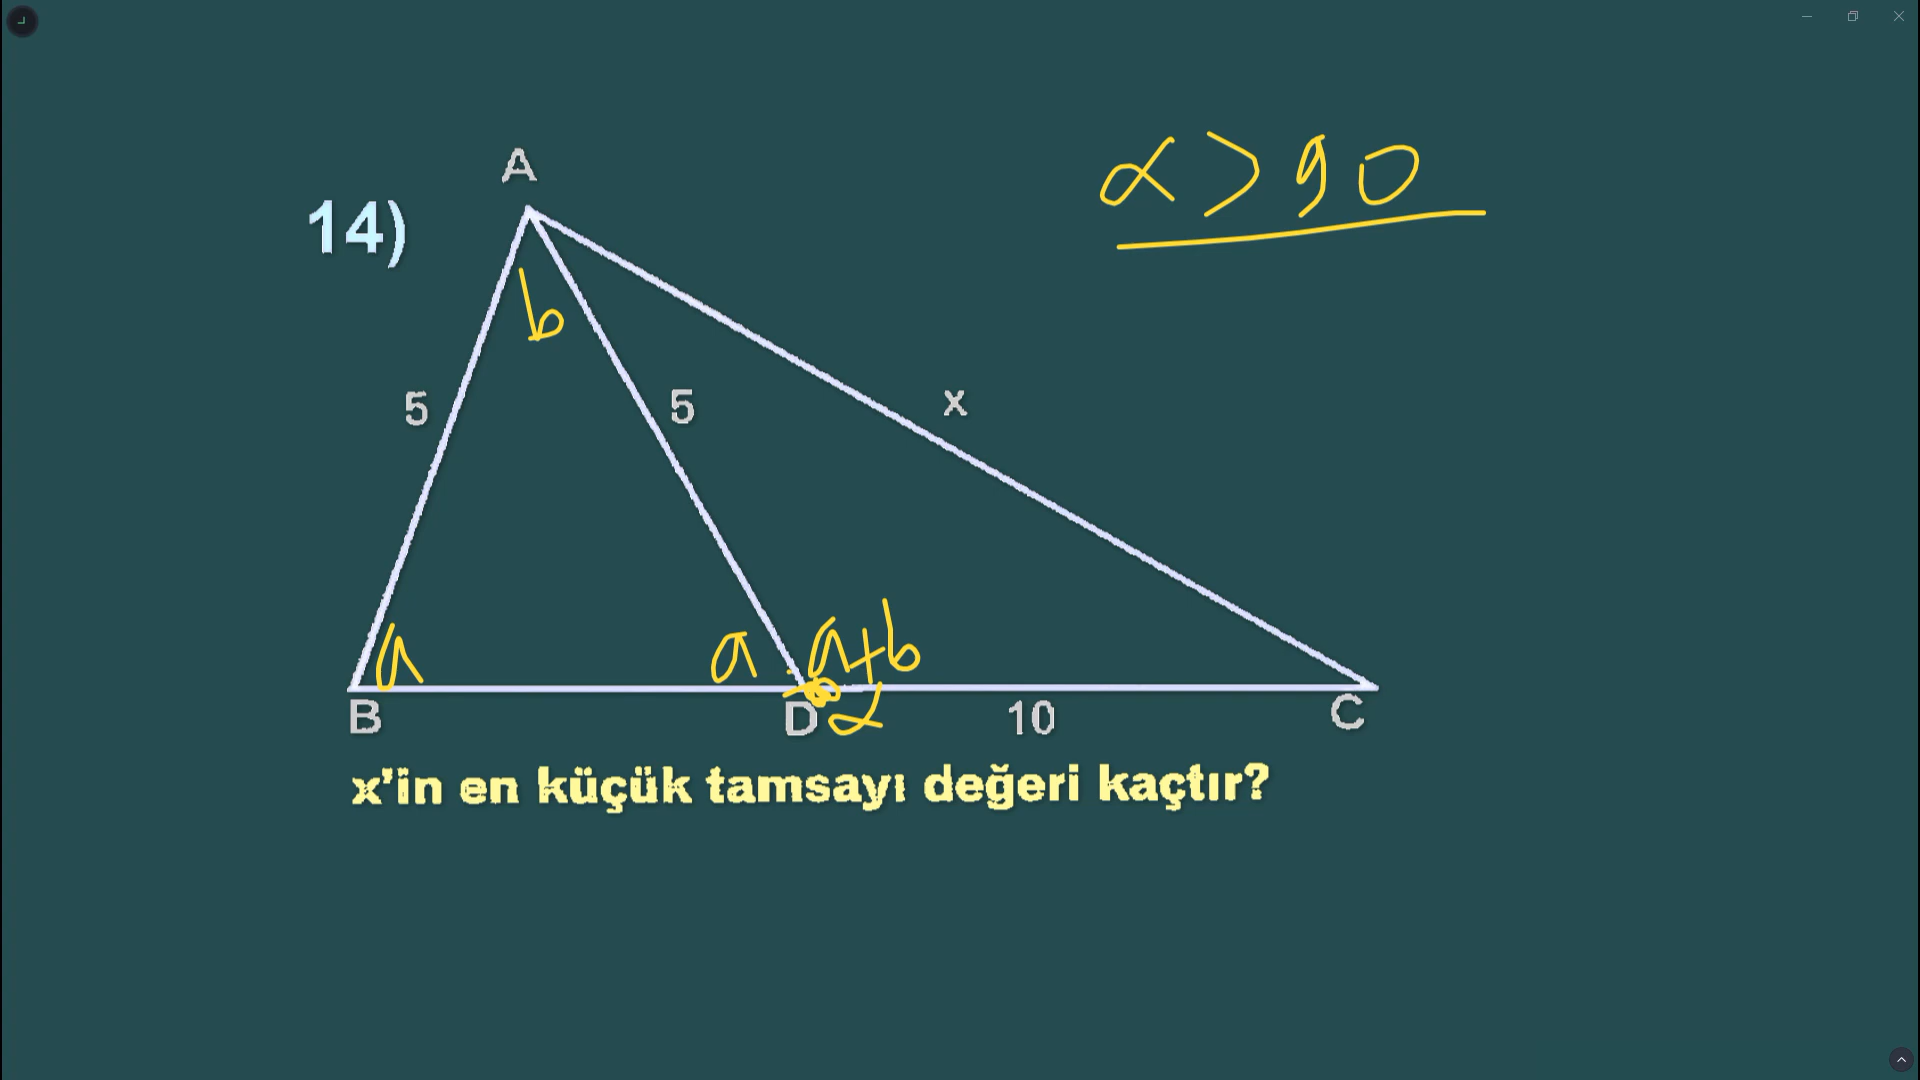 α > 90
A
14)
b
5
5
x
a
a
a+b
B
D
α
10
C
x'in en küçük tamsayı değeri kaçtır?